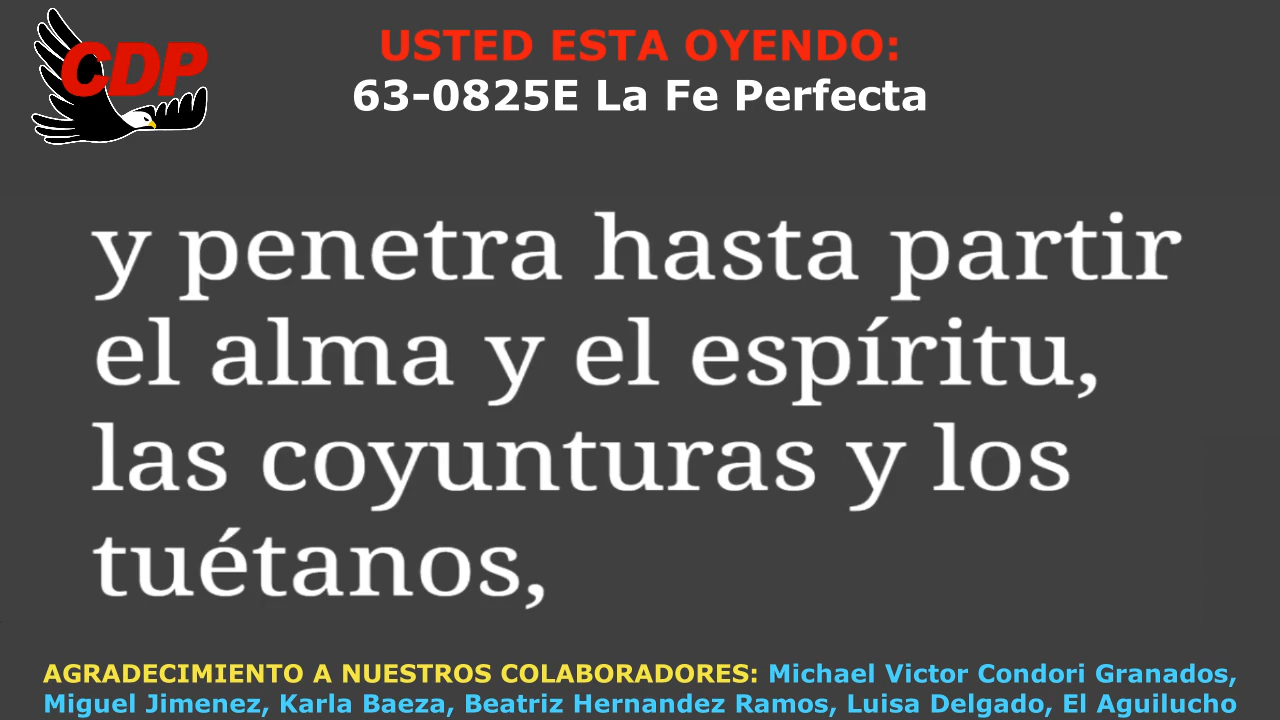 CDP
USTED ESTA OYENDO:
63-0825E La Fe Perfecta
y penetra hasta partir
el alma y el espíritu,
las coyunturas y los
tuétanos,
AGRADECIMIENTO A NUESTROS COLABORADORES: Michael Victor Condori Granados,
Miguel Jimenez, Karla Baeza, Beatriz Hernandez Ramos, Luisa Delgado, El Aguilucho